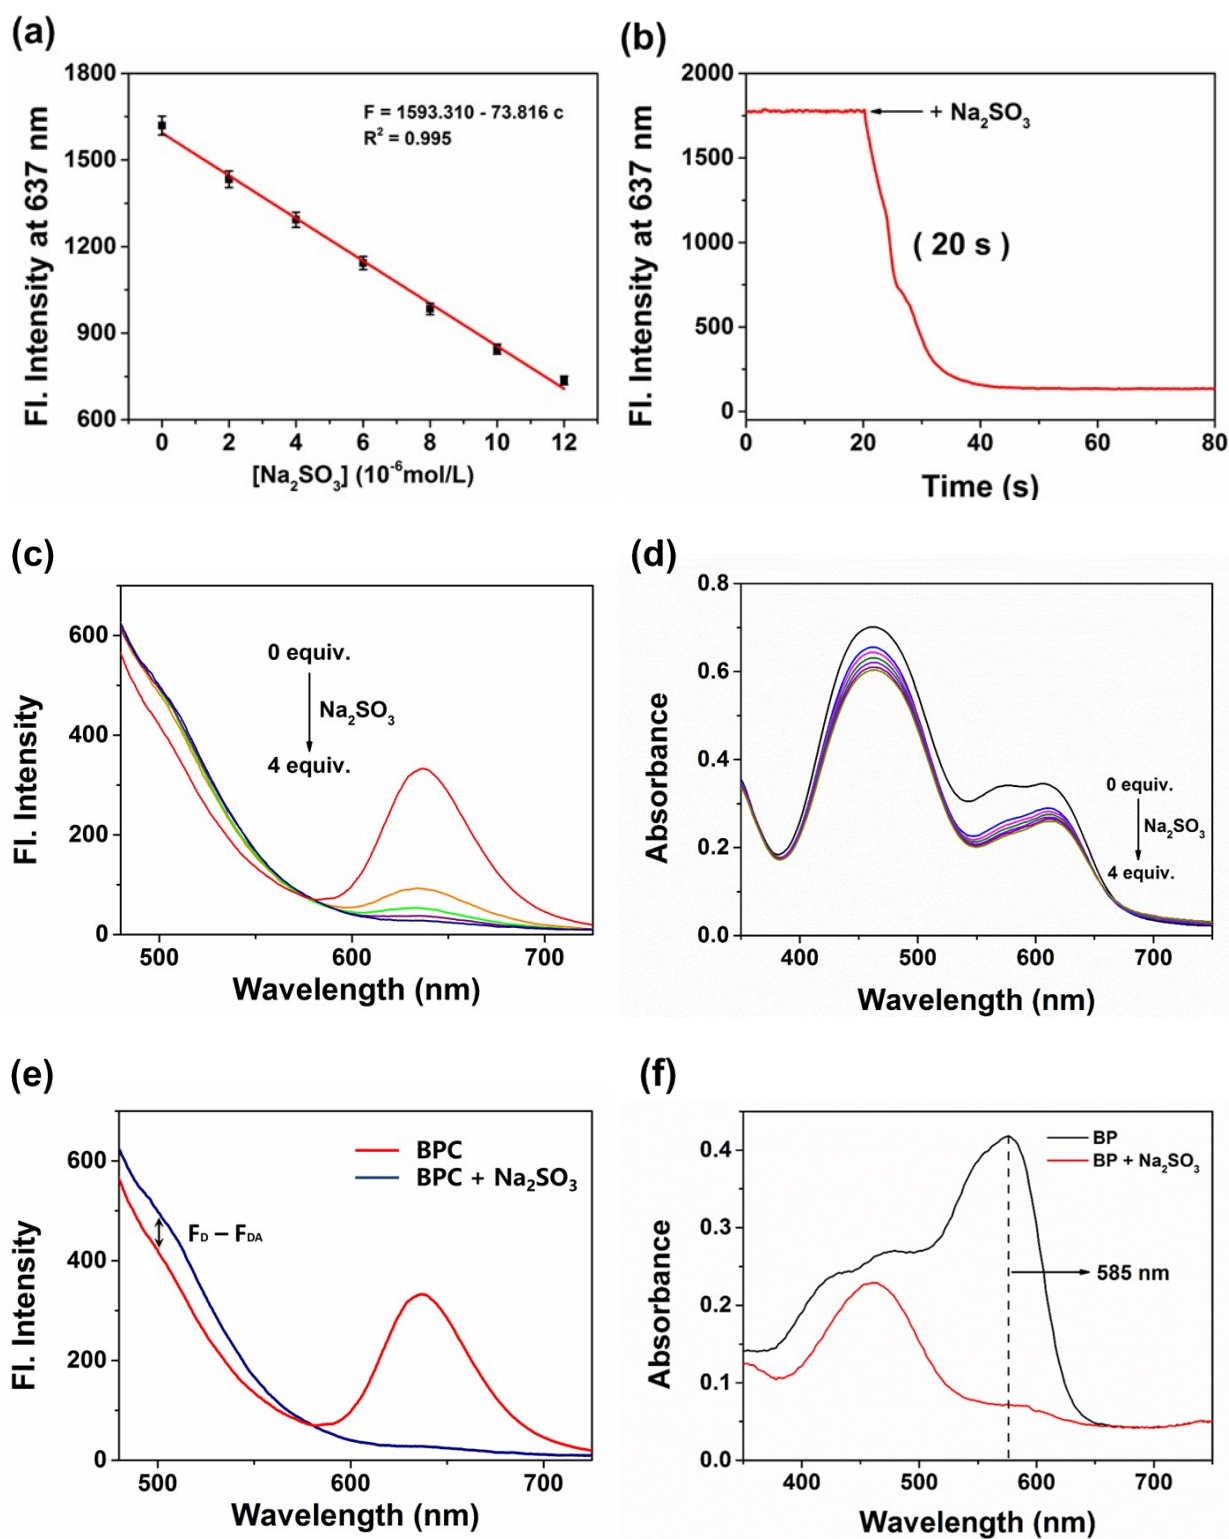 (a)
1800
1500
1200
900
600
Fl. Intensity at 637 nm
F = 1593.310 - 73.816 c
R² = 0.995
0 2 4 6 8 10 12
[Na₂SO₃] (10⁻⁶mol/L)
(b)
2000
1500
1000
500
0
Fl. Intensity at 637 nm
+ Na₂SO₃
( 20 s )
0 20 40 60 80
Time (s)
(c)
600
400
200
0
Fl. Intensity
0 equiv.
Na₂SO₃
4 equiv.
500 600 700
Wavelength (nm)
(d)
0.8
0.6
0.4
0.2
0.0
Absorbance
0 equiv.
Na₂SO₃
4 equiv.
400 500 600 700
Wavelength (nm)
(e)
600
400
200
0
Fl. Intensity
BPC
BPC + Na₂SO₃
F_D – F_DA
500 600 700
Wavelength (nm)
(f)
0.4
0.3
0.2
0.1
0.0
Absorbance
BP
BP + Na₂SO₃
585 nm
400 500 600 700
Wavelength (nm)